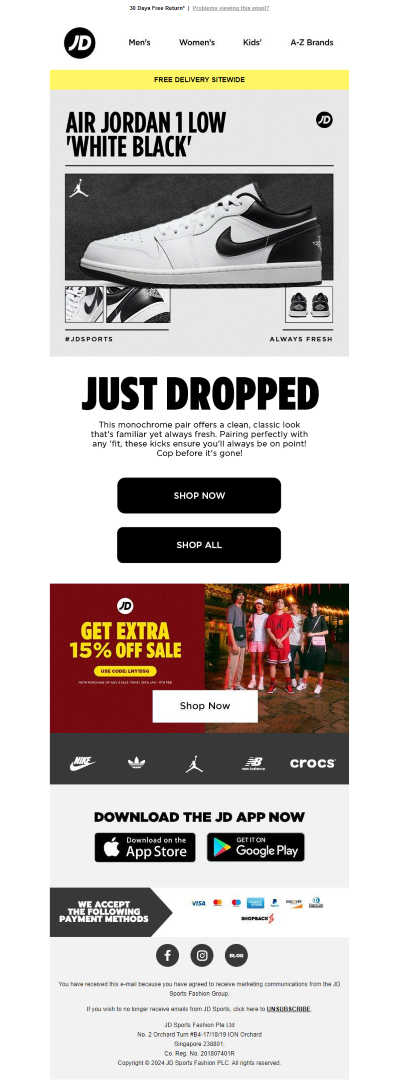 30 Days Free Return* | Problems viewing this email?
JD
Men's Women's Kids' A-Z Brands
FREE DELIVERY SITEWIDE
AIR JORDAN 1 LOW
'WHITE BLACK'
JD
#JDSPORTS ALWAYS FRESH
JUST DROPPED
This monochrome pair offers a clean, classic look
that's familiar yet always fresh. Pairing perfectly with
any 'fit, these kicks ensure you'll always be on point!
Cop before it's gone!
SHOP NOW
SHOP ALL
JD
GET EXTRA
15% OFF SALE
USE CODE: LNY15SG
Shop Now
NIKE new balance crocs
DOWNLOAD THE JD APP NOW
Download on the
App Store
GET IT ON
Google Play
WE ACCEPT
THE FOLLOWING
PAYMENT METHODS
VISA PayPal DISCOVER
SHOPBACK
BLOG
You have received this e-mail because you have agreed to receive marketing communications from the JD
Sports Fashion Group.
If you wish to no longer receive emails from JD Sports, click here to UNSUBSCRIBE.
JD Sports Fashion Pte Ltd
No. 2 Orchard Turn #B4-17/18/19 ION Orchard
Singapore 238801,
Co. Reg. No. 201807401R
Copyright © 2024 JD Sports Fashion PLC. All rights reserved.